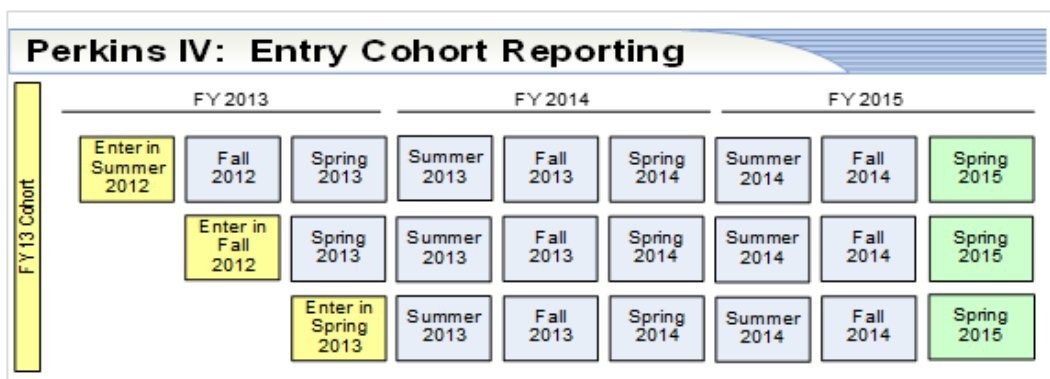 Perkins IV: Entry Cohort Reporting
FY 2013
FY 2014
FY 2015
FY 13 Cohort
Enter in
Summer
2012
Fall
2012
Spring
2013
Summer
2013
Fall
2013
Spring
2014
Summer
2014
Fall
2014
Spring
2015
Enter in
Fall
2012
Spring
2013
Summer
2013
Fall
2013
Spring
2014
Summer
2014
Fall
2014
Spring
2015
Enter in
Spring
2013
Summer
2013
Fall
2013
Spring
2014
Summer
2014
Fall
2014
Spring
2015